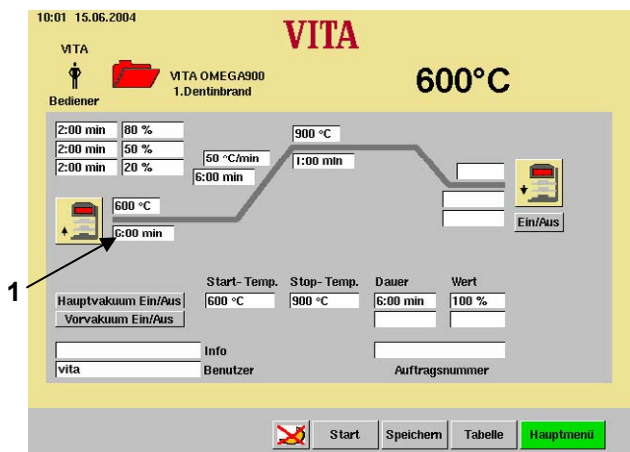 10:01 15.06.2004
VITA
VITA
Bediener
VITA OMEGA900
1.Dentinbrand
600°C
2:00 min 80 %
2:00 min 50 %
2:00 min 20 %
50 °C/min
6:00 min
900 °C
1:00 min
600 °C
6:00 min
Ein/Aus
1
Start-Temp. Stop-Temp. Dauer Wert
Hauptvakuum Ein/Aus 600 °C 900 °C 6:00 min 100 %
Vorvakuum Ein/Aus
Info
vita Benutzer Auftragsnummer
Start Speichern Tabelle Hauptmenü